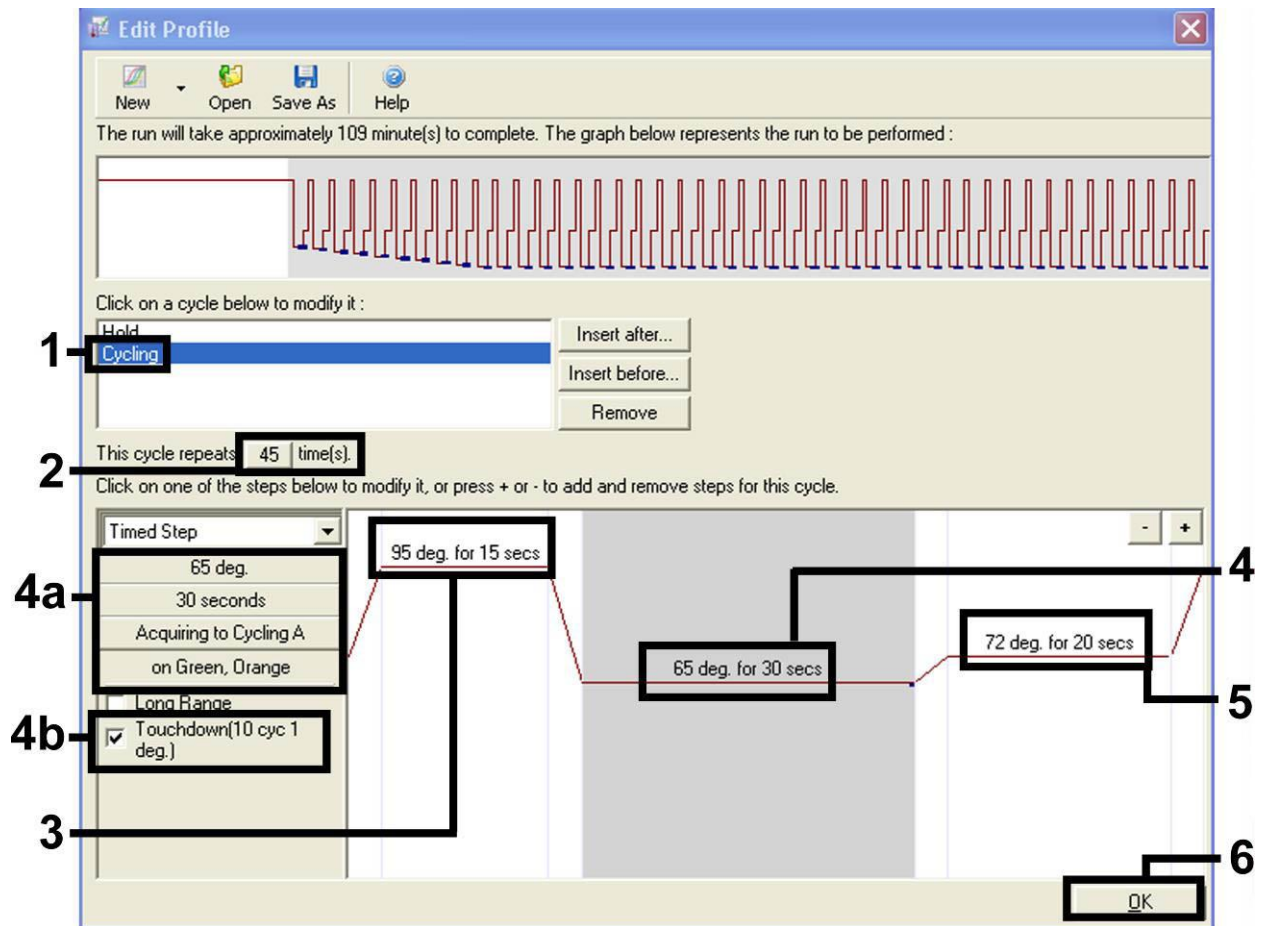 Edit Profile
New Open Save As Help
The run will take approximately 109 minute(s) to complete. The graph below represents the run to be performed :
Click on a cycle below to modify it :
Hold
1
Cycling
Insert after...
Insert before...
Remove
2
This cycle repeats 45 time(s).
Click on one of the steps below to modify it, or press + or - to add and remove steps for this cycle.
Timed Step
- +
95 deg. for 15 secs
4a
65 deg.
30 seconds
Acquiring to Cycling A
on Green, Orange
4
65 deg. for 30 secs
72 deg. for 20 secs
5
Long Range
4b
Touchdown(10 cyc 1
deg.)
3
6
OK